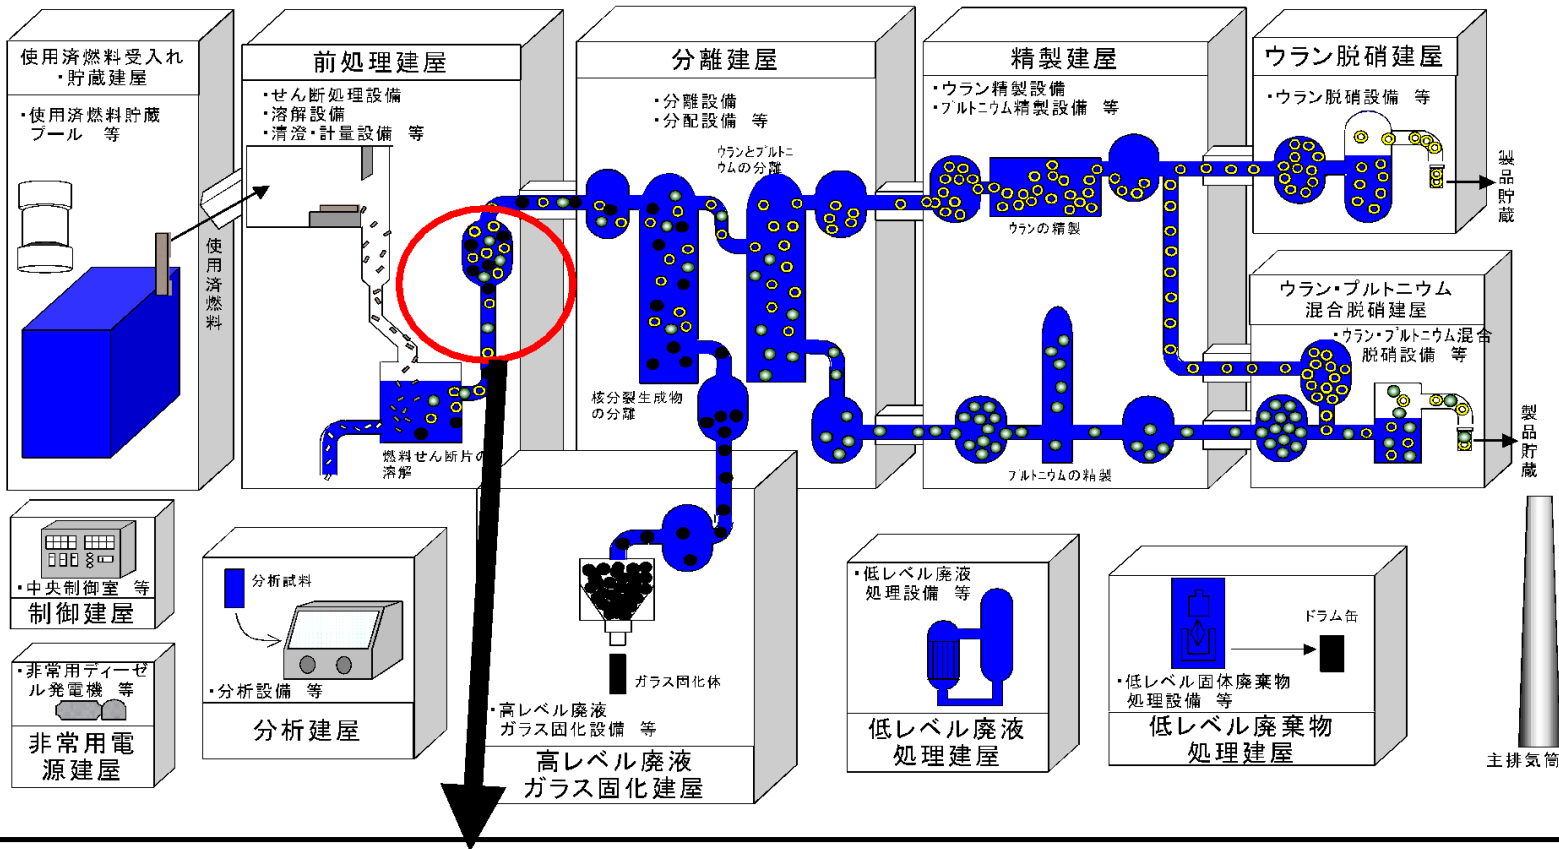 使用済燃料受入れ
・貯蔵建屋
・使用済燃料貯蔵
プール 等
使用済燃料
前処理建屋
・せん断処理設備
・溶解設備
・清澄・計量設備 等
燃料せん断片の
溶解
分離建屋
・分離設備
・分配設備 等
ウランとプルトニ
ウムの分離
核分裂生成物
の分離
精製建屋
・ウラン精製設備
・プルトニウム精製設備 等
ウランの精製
プルトニウムの精製
ウラン脱硝建屋
・ウラン脱硝設備 等
製品貯蔵
ウラン・プルトニウム
混合脱硝建屋
・ウラン・プルトニウム混合
脱硝設備 等
製品貯蔵
・中央制御室 等
制御建屋
・非常用ディーゼ
ル発電機 等
非常用電
源建屋
分析試料
・分析設備 等
分析建屋
ガラス固化体
・高レベル廃液
ガラス固化設備 等
高レベル廃液
ガラス固化建屋
・低レベル廃液
処理設備 等
低レベル廃液
処理建屋
ドラム缶
・低レベル固体廃棄物
処理設備 等
低レベル廃棄物
処理建屋
主排気筒